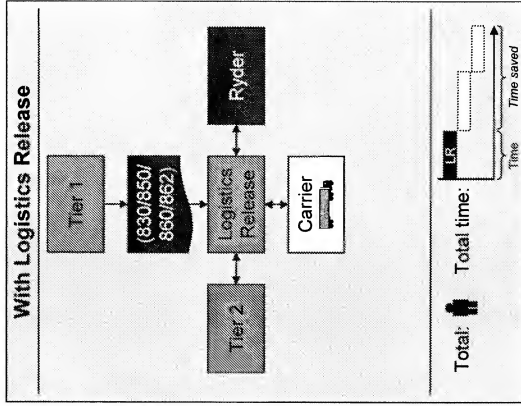 With Logistics Release
Tier 1
(830/850/
860/862)
Tier 2
Logistics
Release
Ryder
Carrier
Total:
Total time:
LR
Time
Time saved